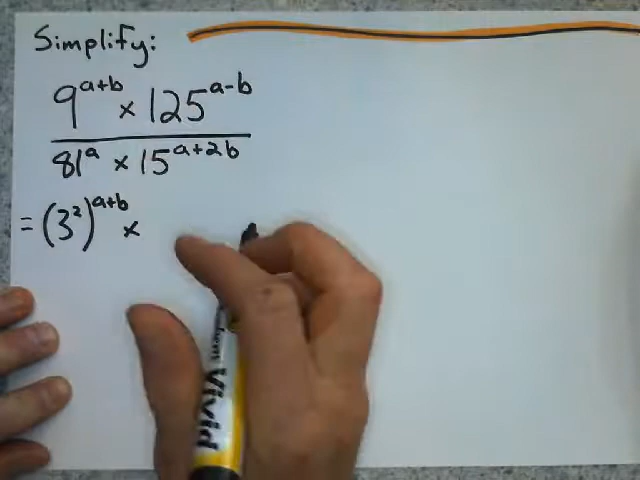 Simplify:
9^(a+b) × 125^(a-b)
81^a × 15^(a+2b)
= (3²)^(a+b) ×
Vivid